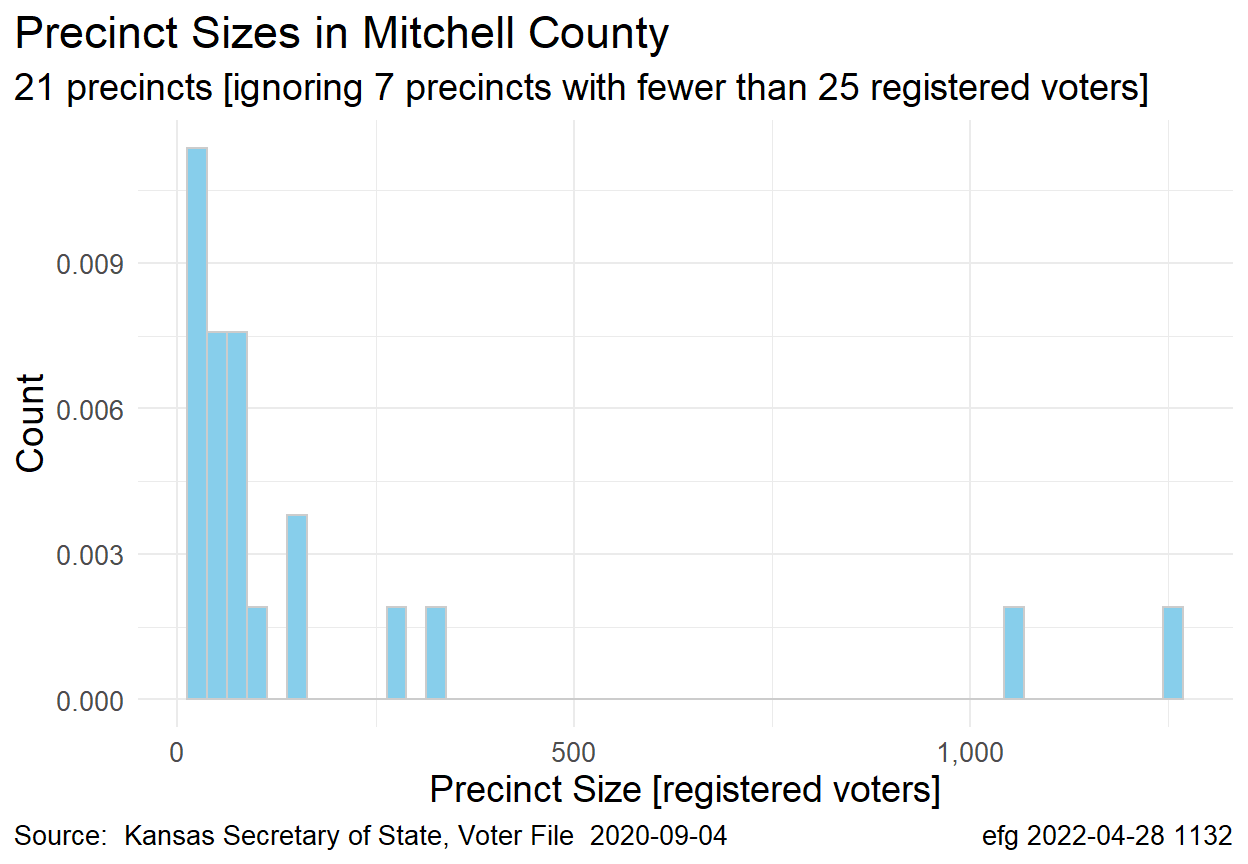 Precinct Sizes in Mitchell County
21 precincts [ignoring 7 precincts with fewer than 25 registered voters]
0.009
0.006
0.003
0.000
Count
0 500 1,000
Precinct Size [registered voters]
Source:  Kansas Secretary of State, Voter File  2020-09-04 efg 2022-04-28 1132